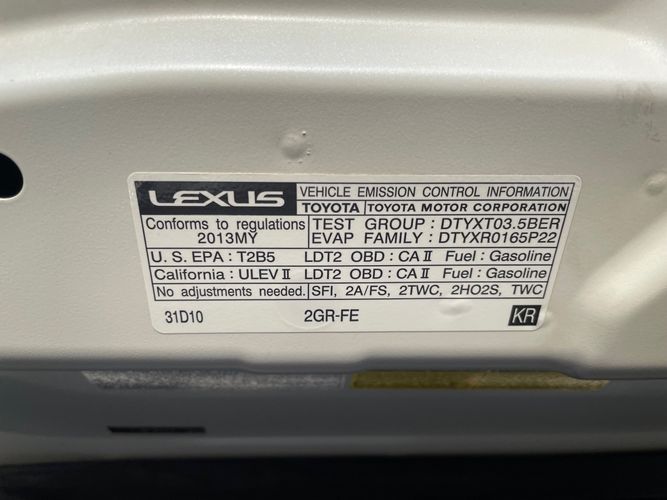 LEXUS VEHICLE EMISSION CONTROL INFORMATION
TOYOTA TOYOTA MOTOR CORPORATION
Conforms to regulations TEST GROUP : DTYXT03.5BER
2013MY EVAP FAMILY : DTYXR0165P22
U.S. EPA : T2B5 LDT2 OBD : CA II Fuel : Gasoline
California : ULEV II LDT2 OBD : CA II Fuel : Gasoline
No adjustments needed. SFI, 2A/FS, 2TWC, 2HO2S, TWC
31D10 2GR-FE KR